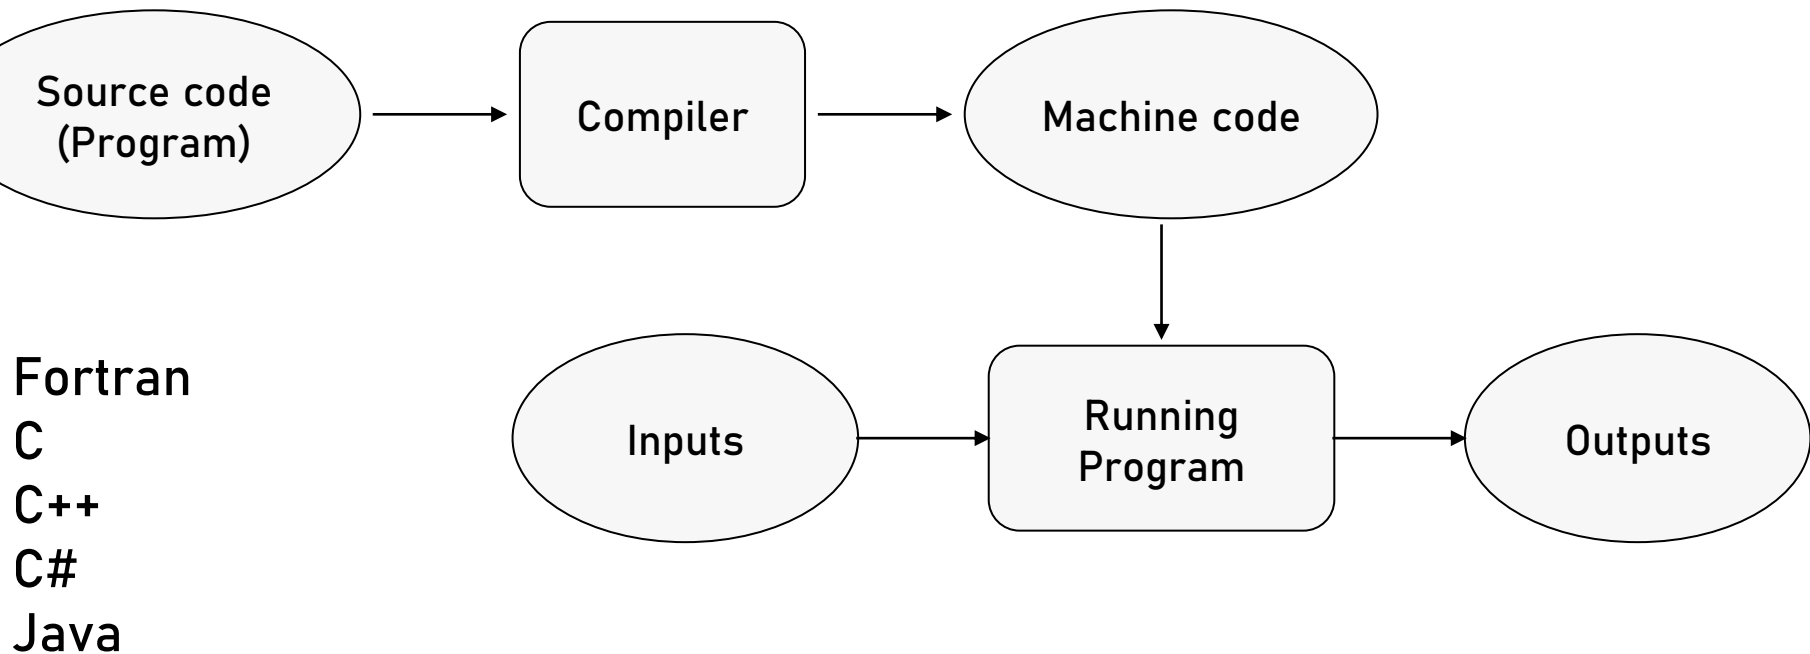 Source code
(Program)
Compiler
Machine code
Inputs
Running
Program
Outputs
Fortran
C
C++
C#
Java